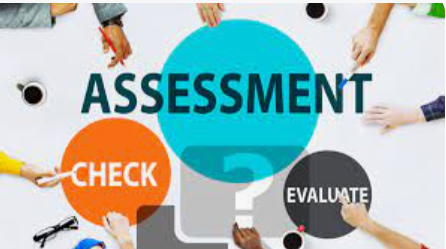 ASSESSMENT
CHECK
?
EVALUATE